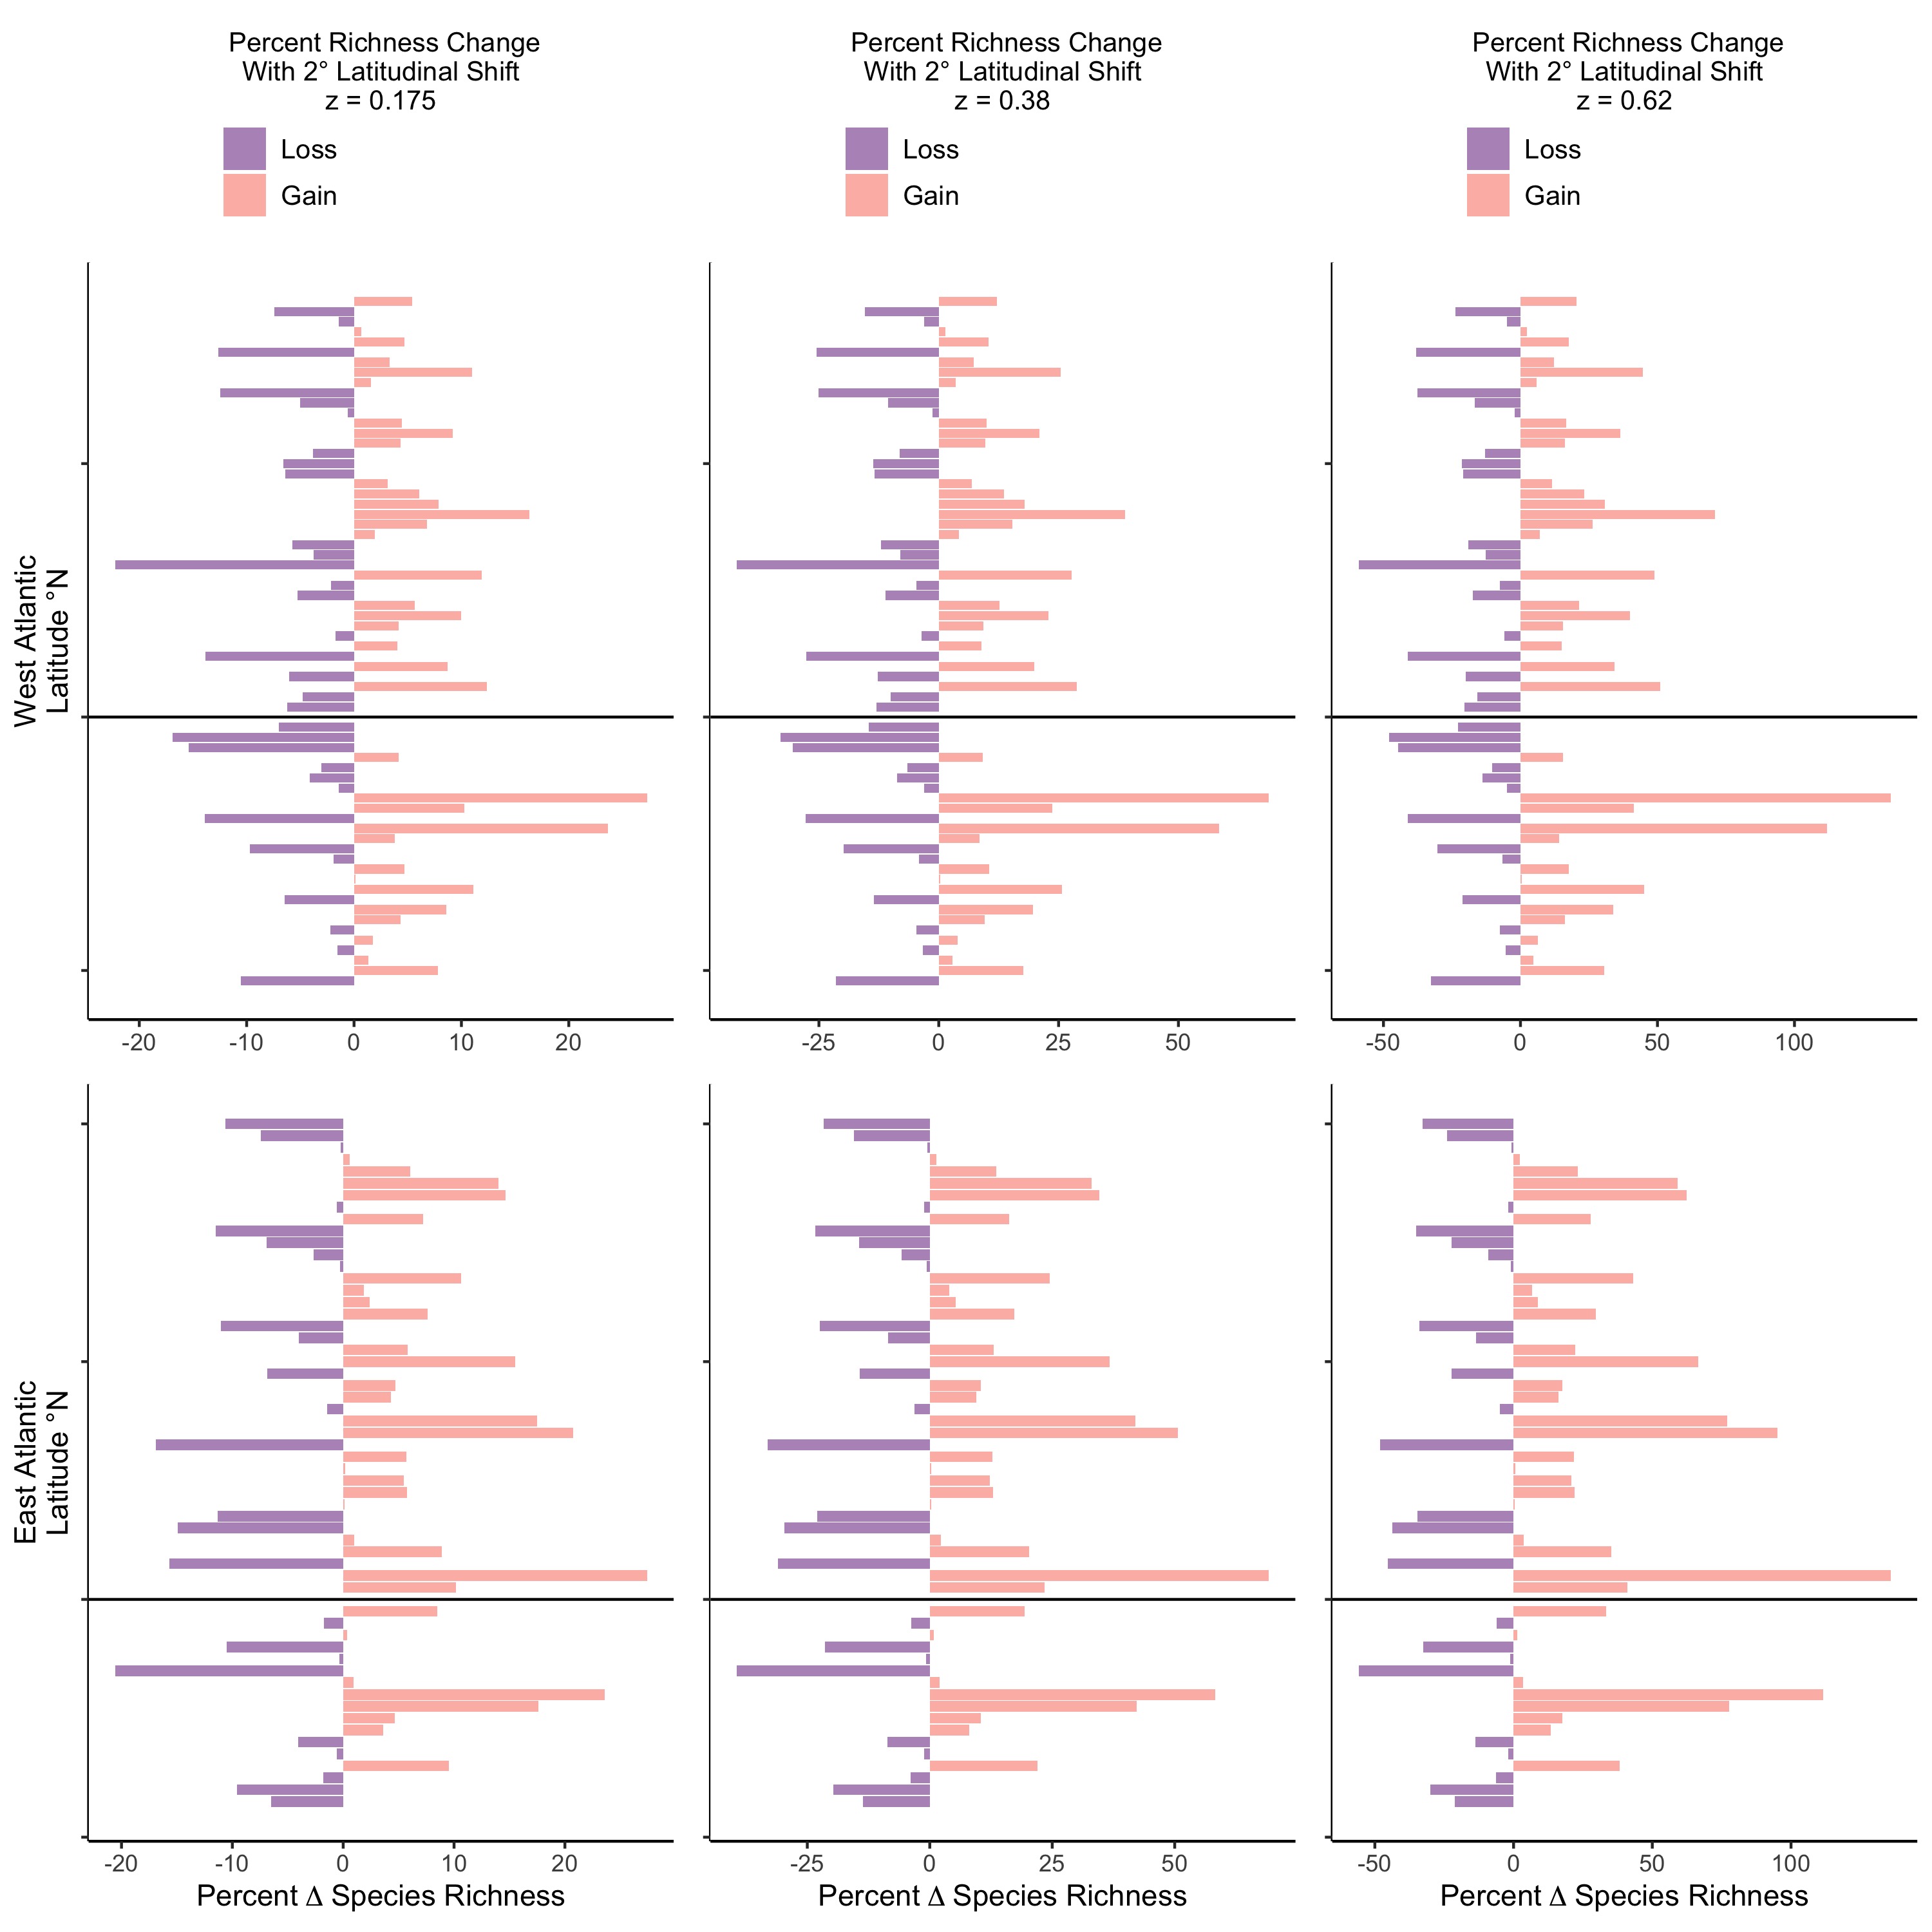 Percent Richness Change
With 2° Latitudinal Shift
z = 0.175
Loss
Gain
Percent Richness Change
With 2° Latitudinal Shift
z = 0.38
Loss
Gain
Percent Richness Change
With 2° Latitudinal Shift
z = 0.62
Loss
Gain
West Atlantic
Latitude °N
-20 -10 0 10 20
-25 0 25 50
-50 0 50 100
East Atlantic
Latitude °N
-20 -10 0 10 20
-25 0 25 50
-50 0 50 100
Percent Δ Species Richness
Percent Δ Species Richness
Percent Δ Species Richness